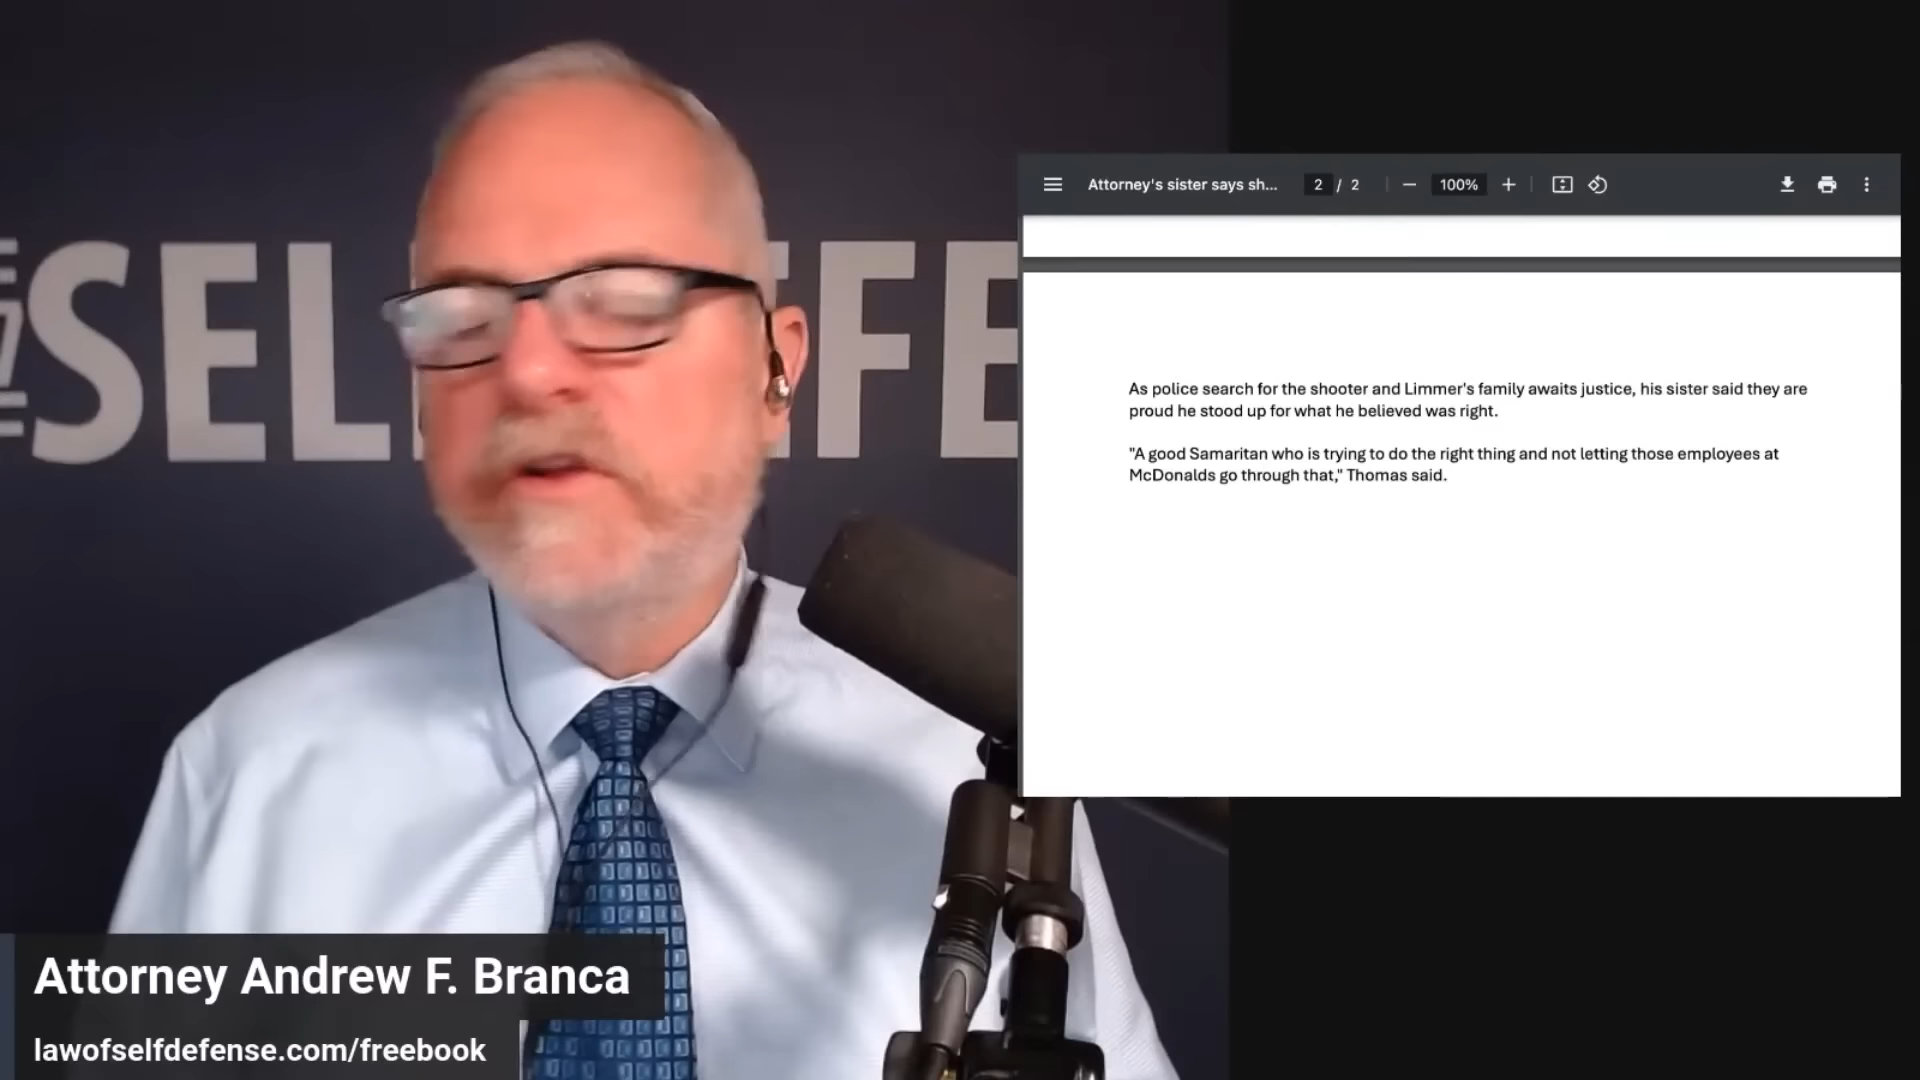 SEL EFE
Attorney's sister says sh...
2 / 2
100%
As police search for the shooter and Limmer's family awaits justice, his sister said they are
proud he stood up for what he believed was right.
"A good Samaritan who is trying to do the right thing and not letting those employees at
McDonalds go through that," Thomas said.
Attorney Andrew F. Branca
lawofselfdefense.com/freebook